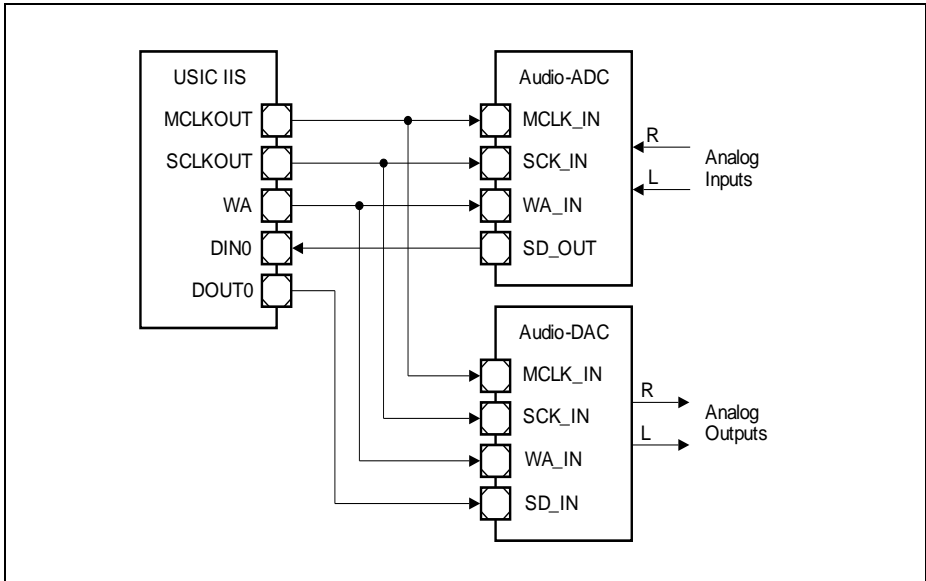 USIC IIS
MCLKOUT
SCLKOUT
WA
DIN0
DOUT0
Audio-ADC
MCLK_IN
SCK_IN
WA_IN
SD_OUT
R
L
Analog
Inputs
Audio-DAC
MCLK_IN
SCK_IN
WA_IN
SD_IN
R
L
Analog
Outputs